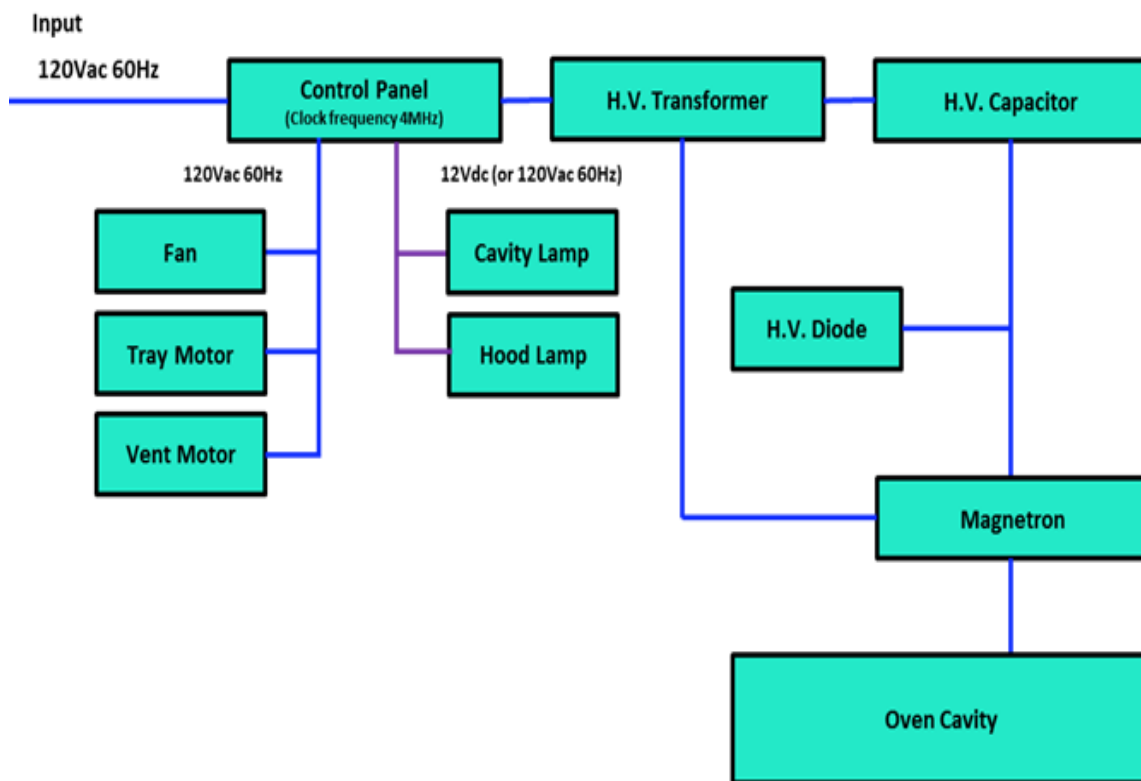 Input
120Vac 60Hz
Control Panel
(Clock frequency 4MHz)
H.V. Transformer
H.V. Capacitor
120Vac 60Hz
12Vdc (or 120Vac 60Hz)
Fan
Cavity Lamp
H.V. Diode
Tray Motor
Hood Lamp
Vent Motor
Magnetron
Oven Cavity